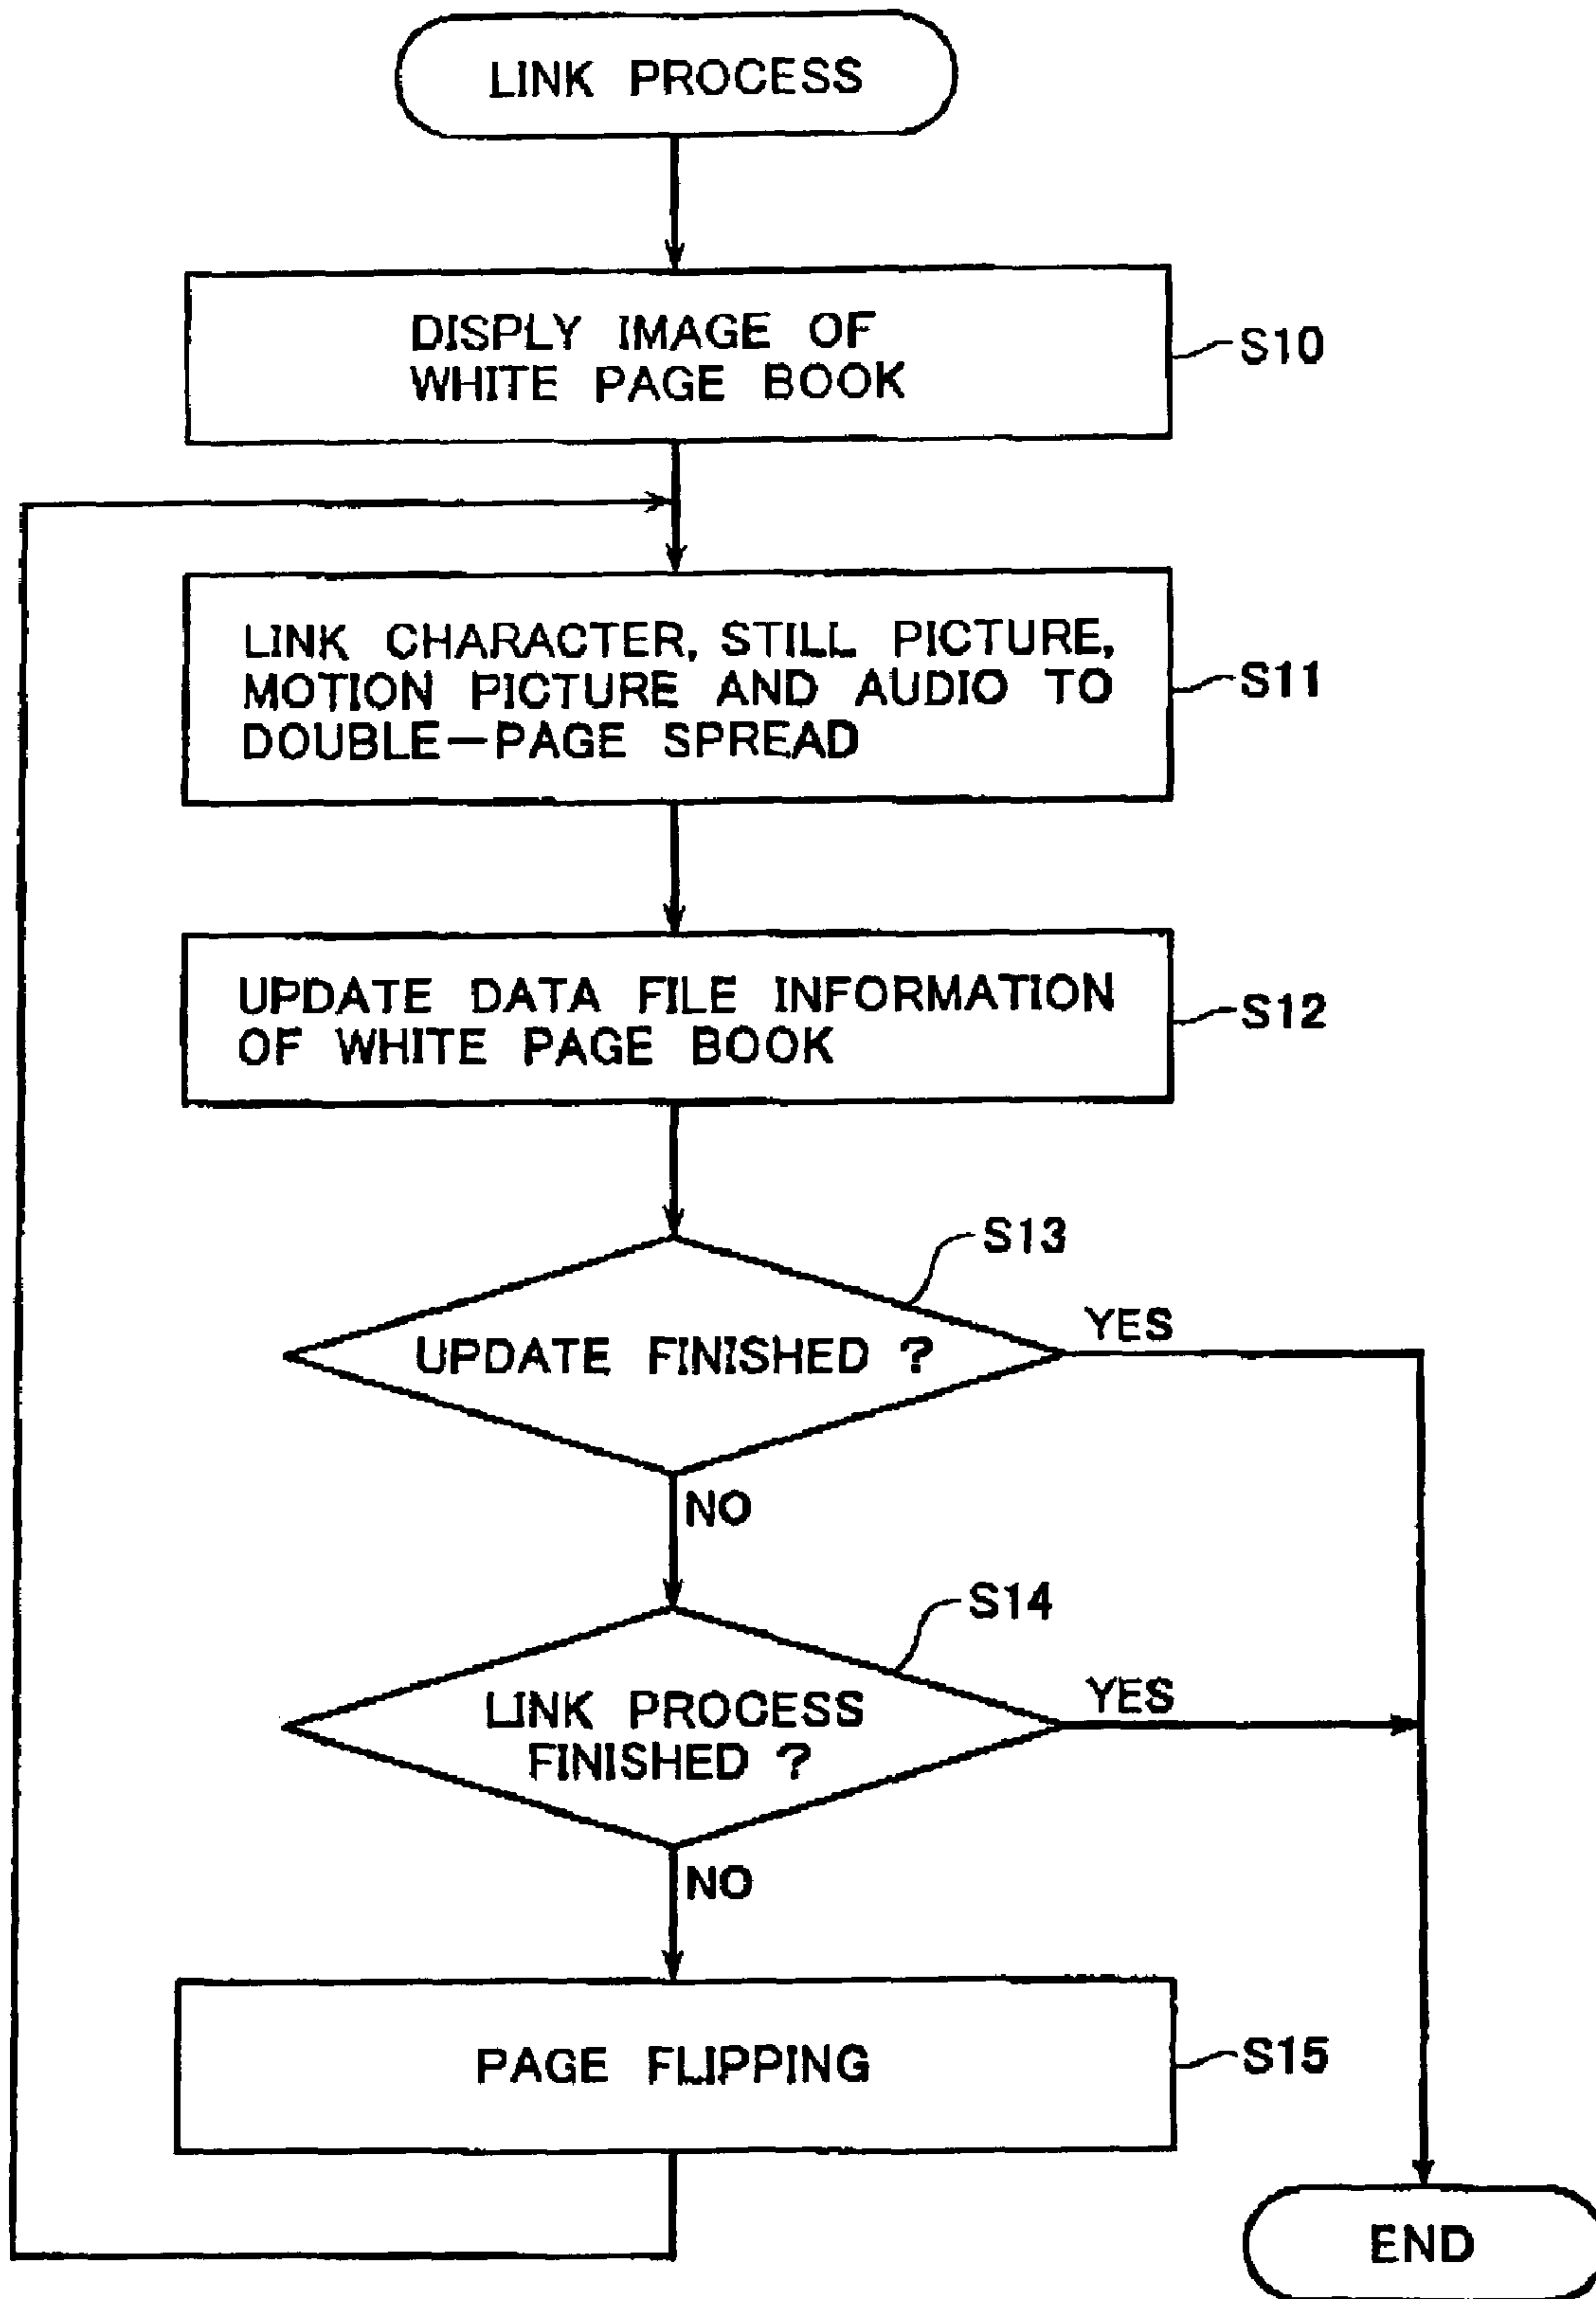 LINK PROCESS
DISPLY IMAGE OF
WHITE PAGE BOOK
S10
LINK CHARACTER, STILL PICTURE,
MOTION PICTURE AND AUDIO TO
DOUBLE—PAGE SPREAD
S11
UPDATE DATA FILE INFORMATION
OF WHITE PAGE BOOK
S12
S13
UPDATE FINISHED ?
YES
NO
S14
LINK PROCESS
FINISHED ?
YES
NO
PAGE FLIPPING
S15
END